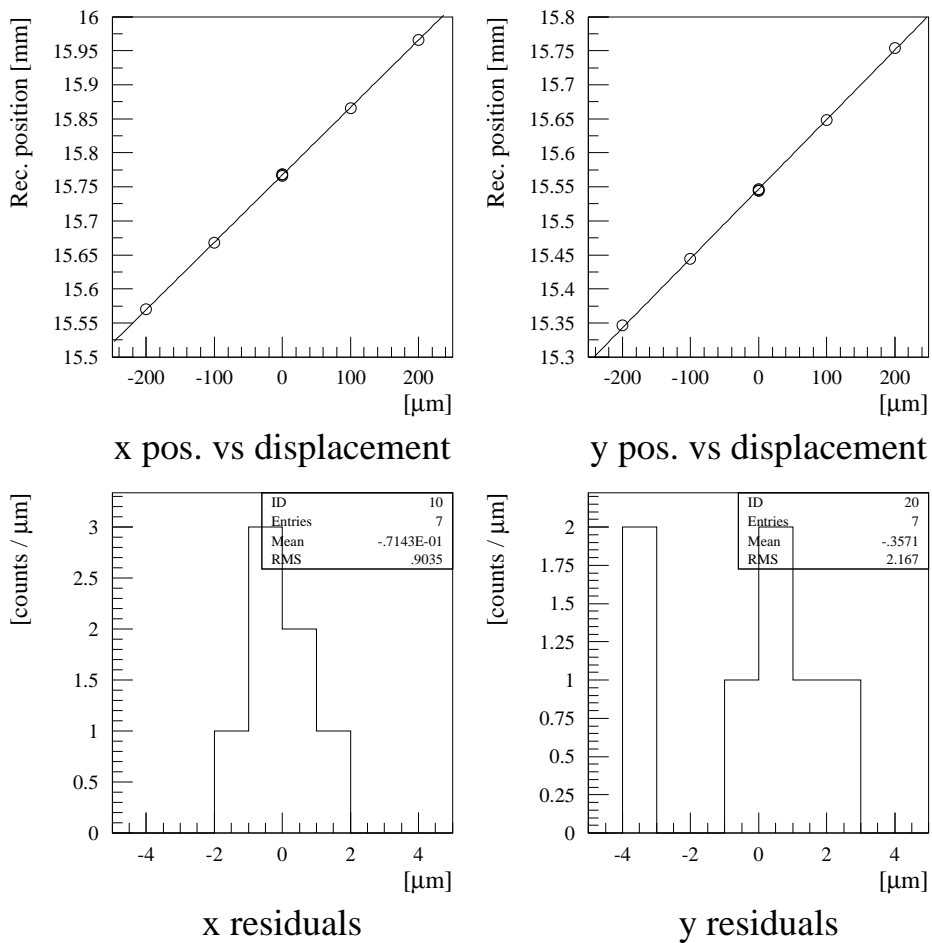 Rec. position [mm]
16
15.95
15.9
15.85
15.8
15.75
15.7
15.65
15.6
15.55
15.5
-200 -100 0 100 200
[μm]
x pos. vs displacement
Rec. position [mm]
15.8
15.75
15.7
15.65
15.6
15.55
15.5
15.45
15.4
15.35
15.3
-200 -100 0 100 200
[μm]
y pos. vs displacement
[counts / μm]
ID 10
Entries 7
Mean -.7143E-01
RMS .9035
3
2.5
2
1.5
1
0.5
0
-4 -2 0 2 4
[μm]
x residuals
[counts / μm]
ID 20
Entries 7
Mean -.3571
RMS 2.167
2
1.75
1.5
1.25
1
0.75
0.5
0.25
0
-4 -2 0 2 4
[μm]
y residuals